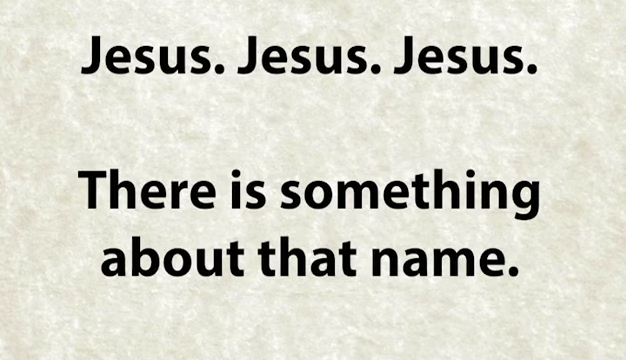 Jesus. Jesus. Jesus.
There is something
about that name.